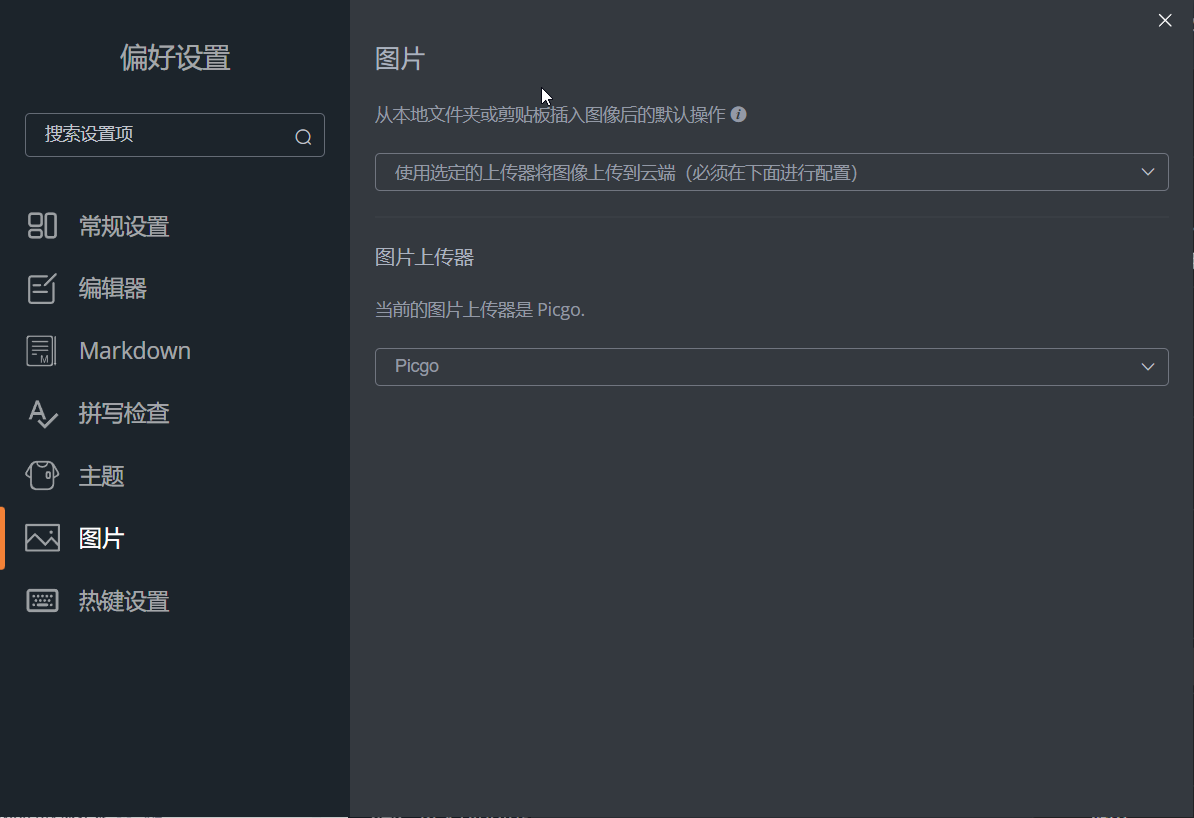 偏好设置
搜索设置项
常规设置
编辑器
Markdown
拼写检查
主题
图片
热键设置
图片
从本地文件夹或剪贴板插入图像后的默认操作
使用选定的上传器将图像上传到云端（必须在下面进行配置）
图片上传器
当前的图片上传器是 Picgo.
Picgo